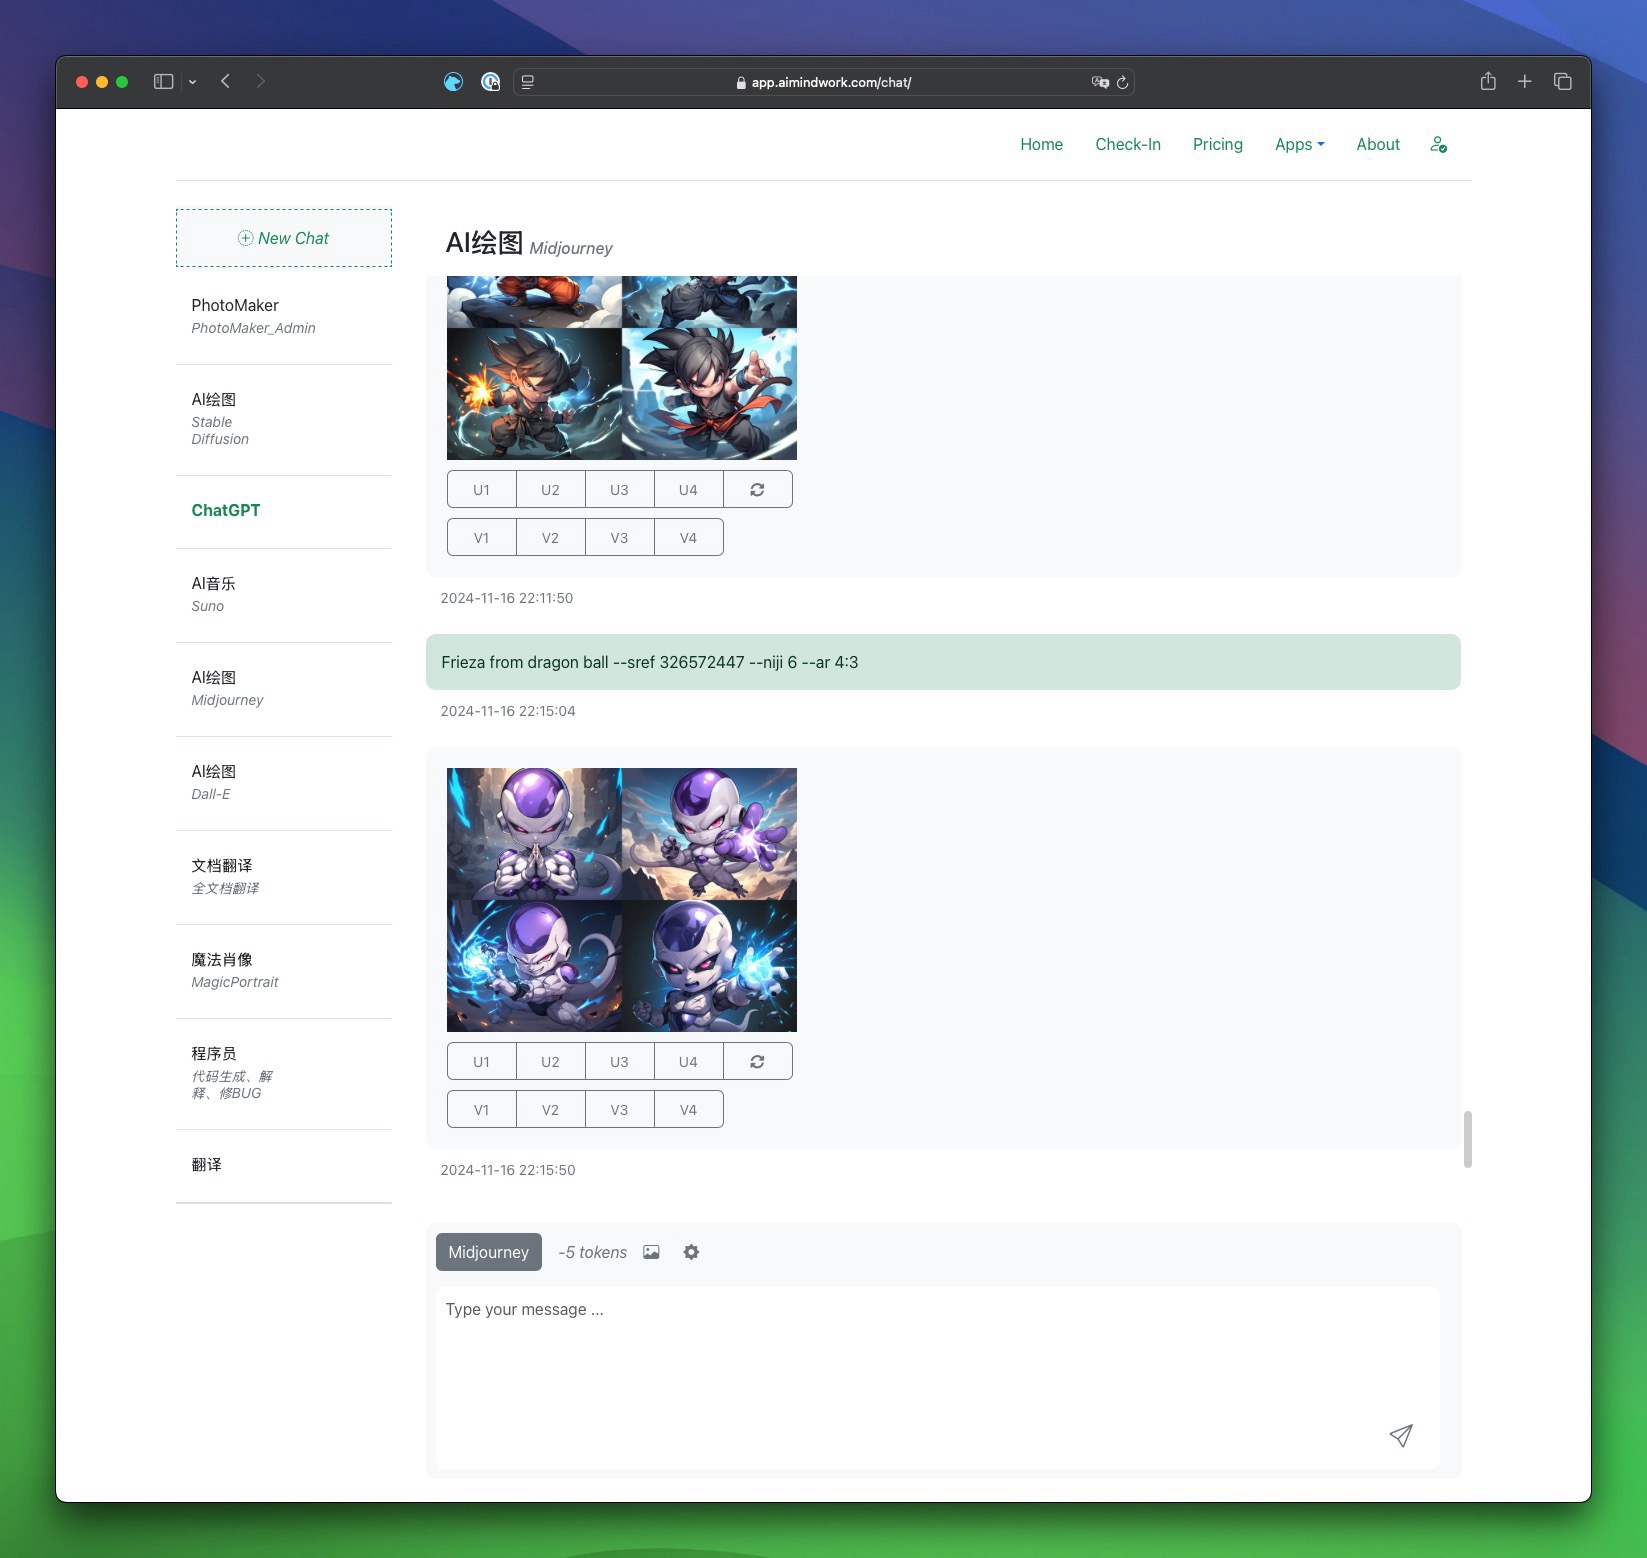 app.aimindwork.com/chat/
Home Check-In Pricing Apps About
New Chat
PhotoMaker
PhotoMaker_Admin
AI绘图
Stable
Diffusion
ChatGPT
AI音乐
Suno
AI绘图
Midjourney
AI绘图
Dall-E
文档翻译
全文档翻译
魔法肖像
MagicPortrait
程序员
代码生成、解
释、修BUG
翻译
AI绘图 Midjourney
U1 U2 U3 U4
V1 V2 V3 V4
2024-11-16 22:11:50
Frieza from dragon ball --sref 326572447 --niji 6 --ar 4:3
2024-11-16 22:15:04
U1 U2 U3 U4
V1 V2 V3 V4
2024-11-16 22:15:50
Midjourney -5 tokens
Type your message ...